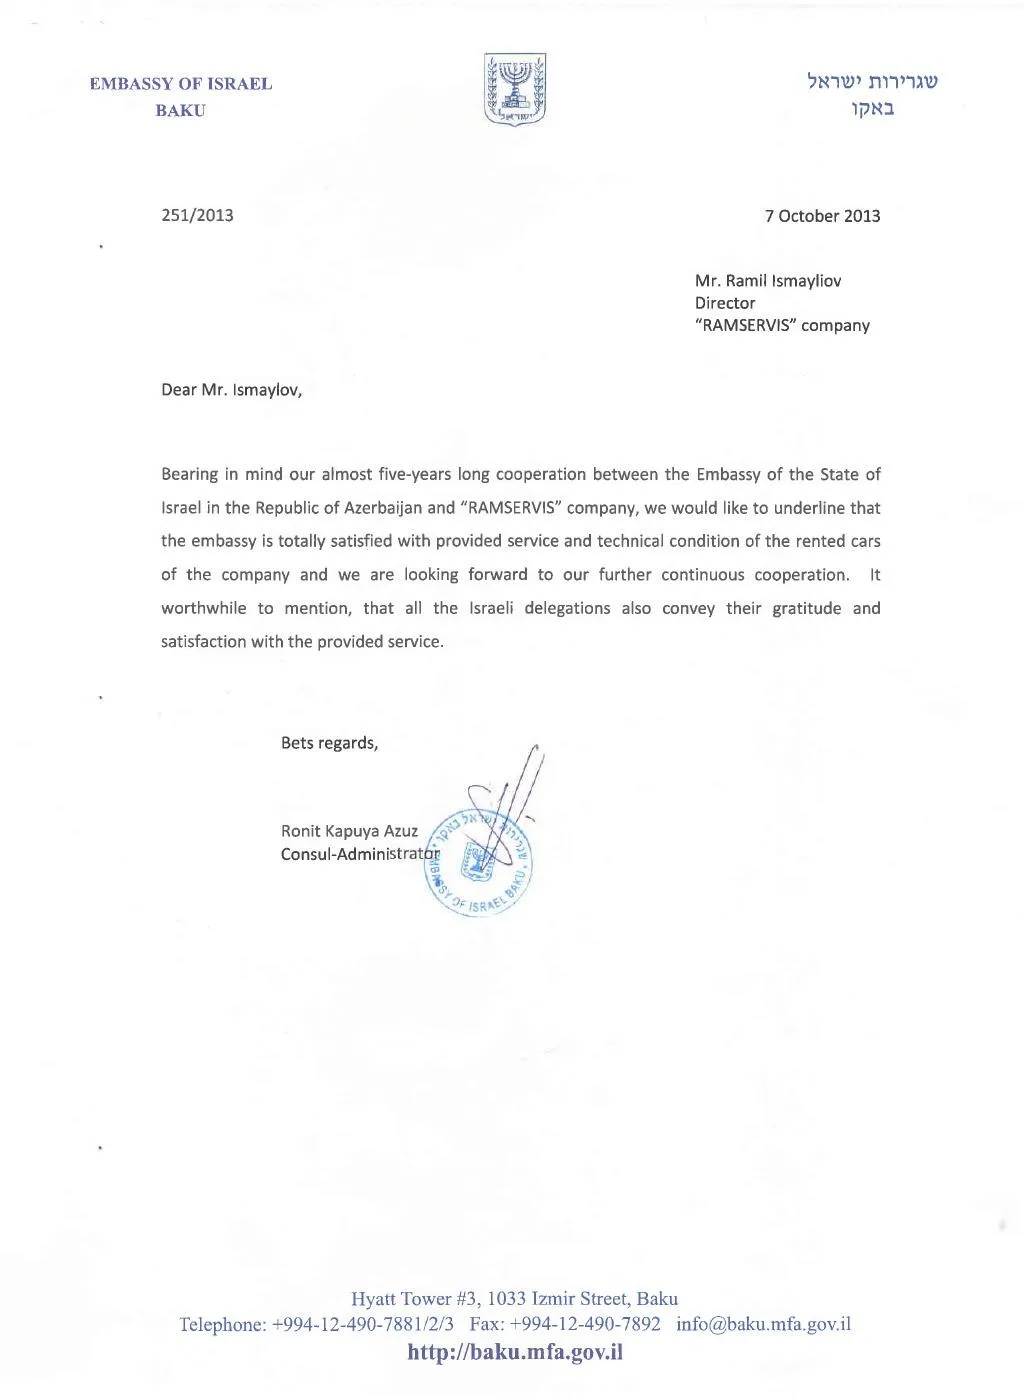 EMBASSY OF ISRAEL
BAKU
שגרירות ישראל
באקו
ישראל
251/2013
7 October 2013
Mr. Ramil Ismayliov
Director
"RAMSERVIS" company
Dear Mr. Ismaylov,
Bearing in mind our almost five-years long cooperation between the Embassy of the State of
Israel in the Republic of Azerbaijan and "RAMSERVIS" company, we would like to underline that
the embassy is totally satisfied with provided service and technical condition of the rented cars
of the company and we are looking forward to our further continuous cooperation. It
worthwhile to mention, that all the Israeli delegations also convey their gratitude and
satisfaction with the provided service.
Bets regards,
Ronit Kapuya Azuz
Consul-Administrator
שגרירות ישראל באקו
EMBASSY OF ISRAEL BAKU
Hyatt Tower #3, 1033 Izmir Street, Baku
Telephone: +994-12-490-7881/2/3 Fax: +994-12-490-7892 info@baku.mfa.gov.il
http://baku.mfa.gov.il